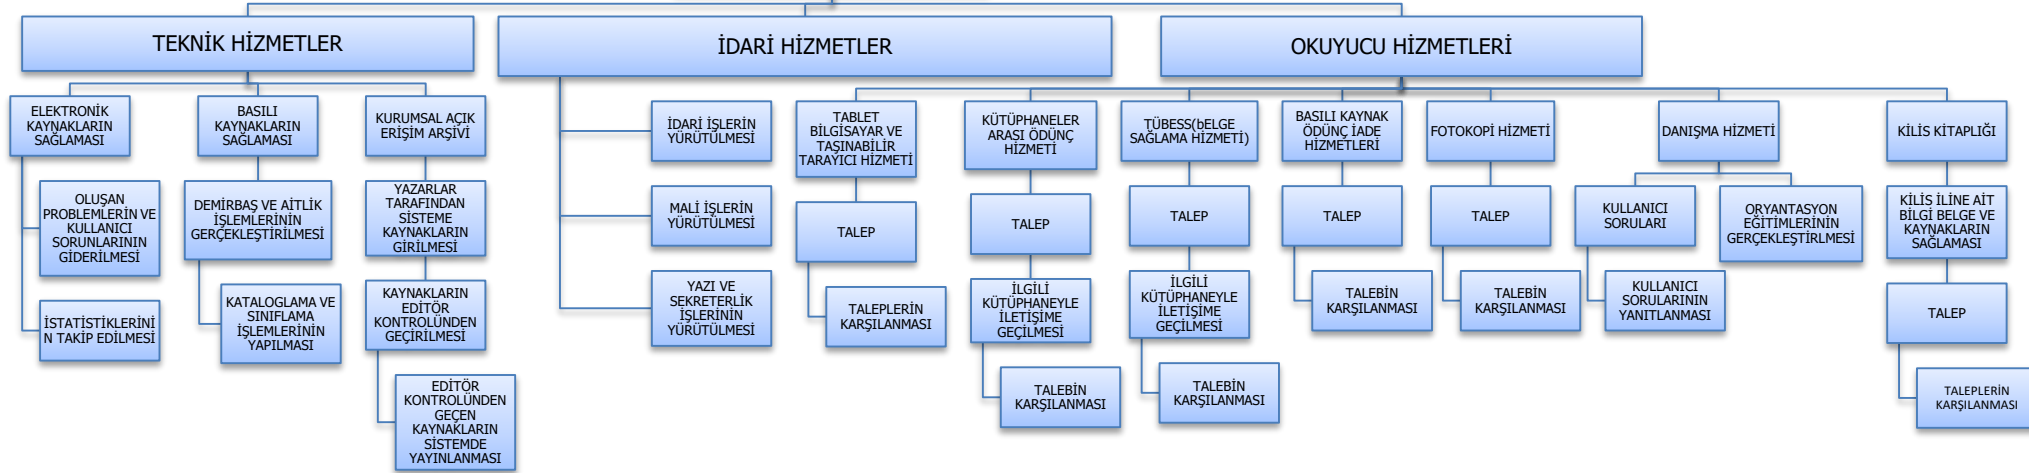 TEKNİK HİZMETLER
İDARİ HİZMETLER
OKUYUCU HİZMETLERİ
ELEKTRONİK
KAYNAKLARIN
SAĞLAMASI
OLUŞAN
PROBLEMLERİN VE
KULLANICI
SORUNLARININ
GİDERİLMESİ
İSTATİSTİKLERİNİ
N TAKİP EDİLMESİ
BASILI
KAYNAKLARIN
SAĞLAMASI
DEMİRBAŞ VE AİTLİK
İŞLEMLERİNİN
GERÇEKLEŞTİRİLMESİ
KATALOGLAMA VE
SINIFLAMA
İŞLEMLERİNİN
YAPILMASI
KURUMSAL AÇIK
ERİŞİM ARŞİVİ
YAZARLAR
TARAFINDAN
SİSTEME
KAYNAKLARIN
GİRİLMESİ
KAYNAKLARIN
EDİTÖR
KONTROLÜNDEN
GEÇİRİLMESİ
EDİTÖR
KONTROLÜNDEN
GEÇEN
KAYNAKLARIN
SİSTEMDE
YAYINLANMASI
İDARİ İŞLERİN
YÜRÜTÜLMESİ
MALİ İŞLERİN
YÜRÜTÜLMESİ
YAZI VE
SEKRETERLİK
İŞLERİNİN
YÜRÜTÜLMESİ
TABLET
BİLGİSAYAR VE
TAŞINABİLİR
TARAYICI HİZMETİ
TALEP
TALEPLERİN
KARŞILANMASI
KÜTÜPHANELER
ARASI ÖDÜNÇ
HİZMETİ
TALEP
İLGİLİ
KÜTÜPHANEYLE
İLETİŞİME
GEÇİLMESİ
TALEBİN
KARŞILANMASI
TÜBESS(bELGE
SAĞLAMA HİZMETİ)
TALEP
İLGİLİ
KÜTÜPHANEYLE
İLETİŞİME
GEÇİLMESİ
TALEBİN
KARŞILANMASI
BASILI KAYNAK
ÖDÜNÇ İADE
HİZMETLERİ
TALEP
TALEBİN
KARŞILANMASI
FOTOKOPİ HİZMETİ
TALEP
TALEBİN
KARŞILANMASI
DANIŞMA HİZMETİ
KULLANICI
SORULARI
KULLANICI
SORULARININ
YANITLANMASI
ORYANTASYON
EĞİTİMLERİNİN
GERÇEKLEŞTİRLMESİ
KİLİS KİTAPLIĞI
KİLİS İLİNE AİT
BİLGİ BELGE VE
KAYNAKLARIN
SAĞLAMASI
TALEP
TALEPLERİN
KARŞILANMASI